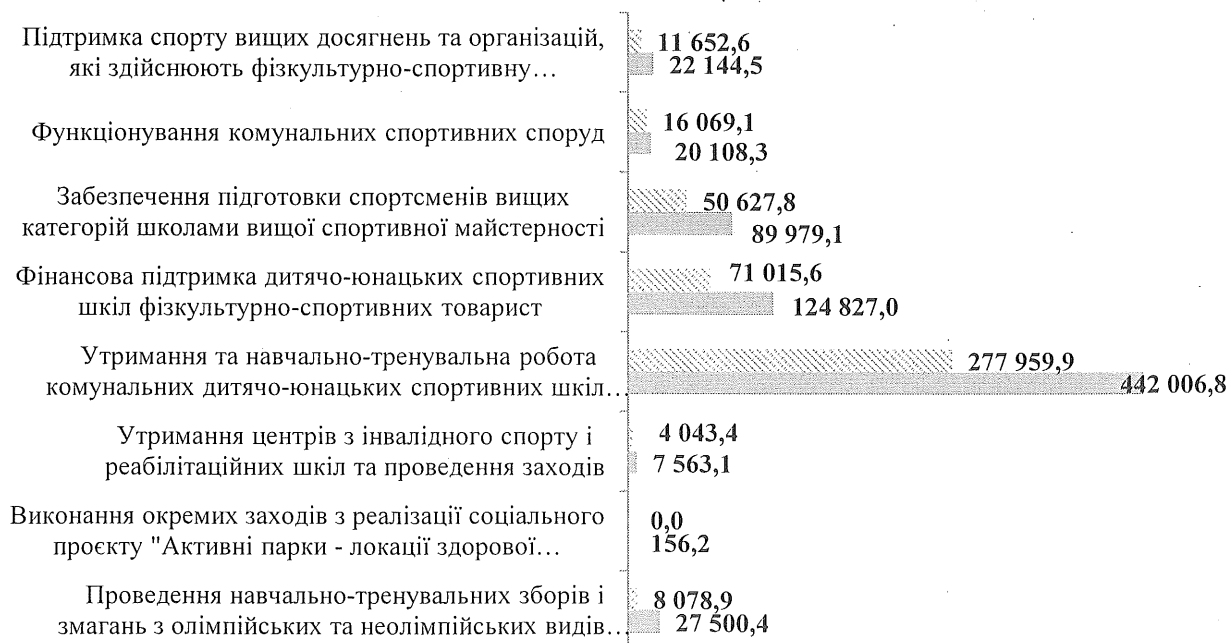 Підтримка спорту вищих досягнень та організацій,
які здійснюють фізкультурно-спортивну…
11 652,6
22 144,5
Функціонування комунальних спортивних споруд
16 069,1
20 108,3
Забезпечення підготовки спортсменів вищих
категорій школами вищої спортивної майстерності
50 627,8
89 979,1
Фінансова підтримка дитячо-юнацьких спортивних
шкіл фізкультурно-спортивних товарист
71 015,6
124 827,0
Утримання та навчально-тренувальна робота
комунальних дитячо-юнацьких спортивних шкіл…
277 959,9
442 006,8
Утримання центрів з інвалідного спорту і
реабілітаційних шкіл та проведення заходів
4 043,4
7 563,1
Виконання окремих заходів з реалізації соціального
проєкту "Активні парки - локації здорової…
0,0
156,2
Проведення навчально-тренувальних зборів і
змагань з олімпійських та неолімпійських видів…
8 078,9
27 500,4